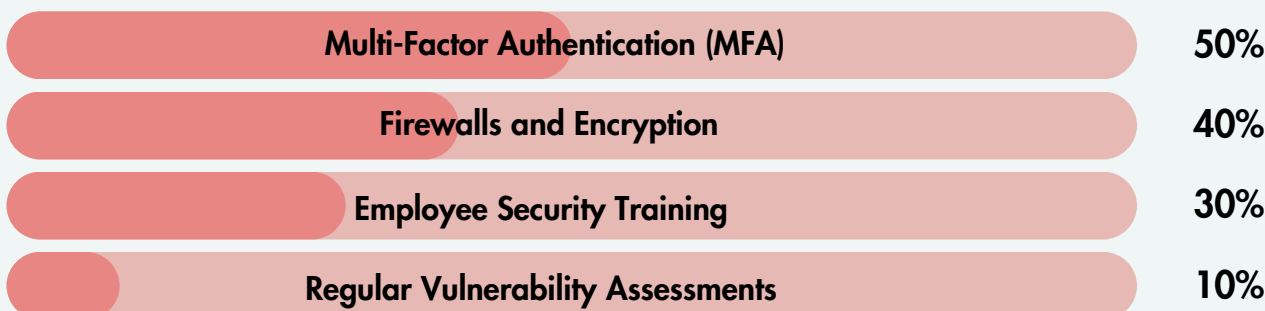 Multi-Factor Authentication (MFA) 50%
Firewalls and Encryption 40%
Employee Security Training 30%
Regular Vulnerability Assessments 10%